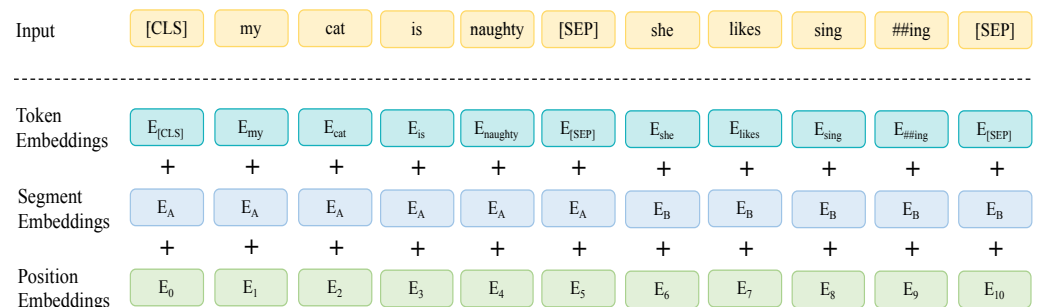 Input [CLS] my cat is naughty [SEP] she likes sing ##ing [SEP]
Token Embeddings E[CLS] Emy Ecat Eis Enaughty E[SEP] Eshe Elikes Esing E##ing E[SEP]
+ + + + + + + + + + +
Segment Embeddings EA EA EA EA EA EA EB EB EB EB EB
+ + + + + + + + + + +
Position Embeddings E0 E1 E2 E3 E4 E5 E6 E7 E8 E9 E10